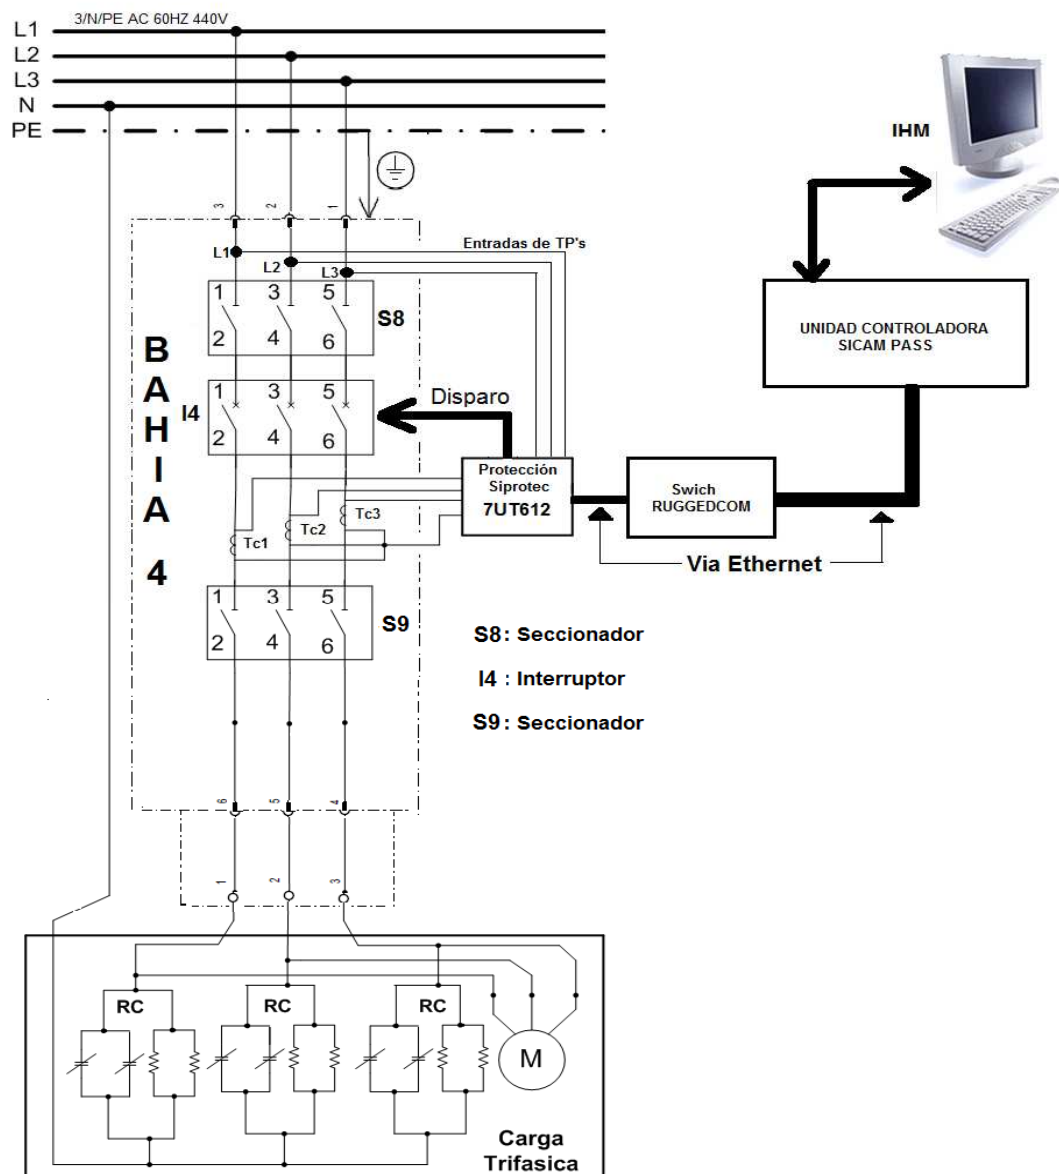 3/N/PE AC 60HZ 440V
L1
L2
L3
N
PE
IHM
3 2 1
Entradas de TP's
L1
L2
L3
1 3 5
S8
2 4 6
UNIDAD CONTROLADORA
SICAM PASS
BAHIA 4
1 3 5
I4
2 4 6
Disparo
Protección
Siprotec
7UT612
Swich
RUGGEDCOM
Tc1
Tc2
Tc3
Via Ethernet
1 3 5
S9
2 4 6
S8: Seccionador
I4 : Interruptor
S9: Seccionador
6 5 4
1 2 3
RC
RC
RC
M
Carga
Trifasica